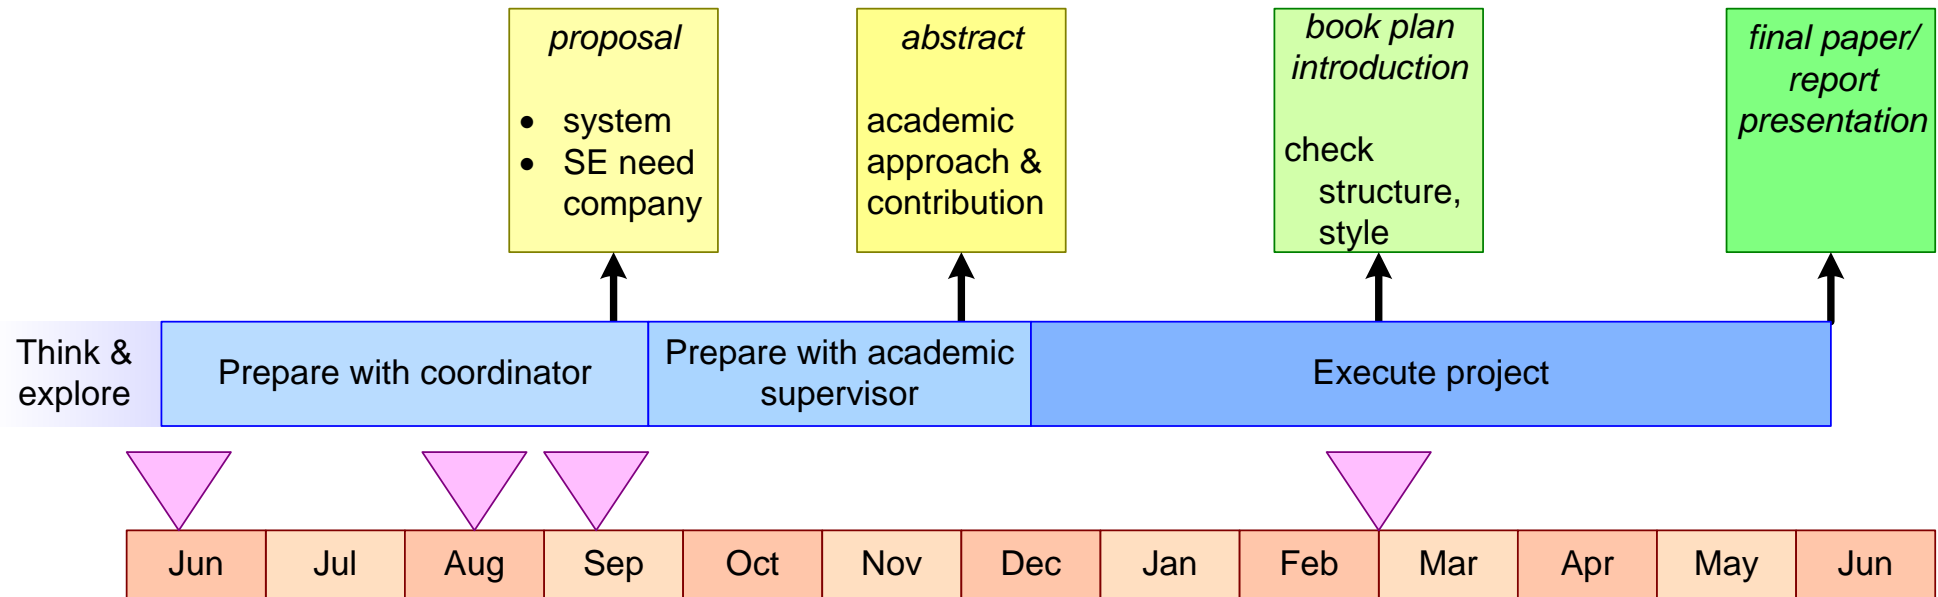 proposal
• system
• SE need
company
abstract
academic
approach &
contribution
book plan
introduction
check
structure,
style
final paper/
report
presentation
Think &
explore
Prepare with coordinator
Prepare with academic
supervisor
Execute project
Jun
Jul
Aug
Sep
Oct
Nov
Dec
Jan
Feb
Mar
Apr
May
Jun